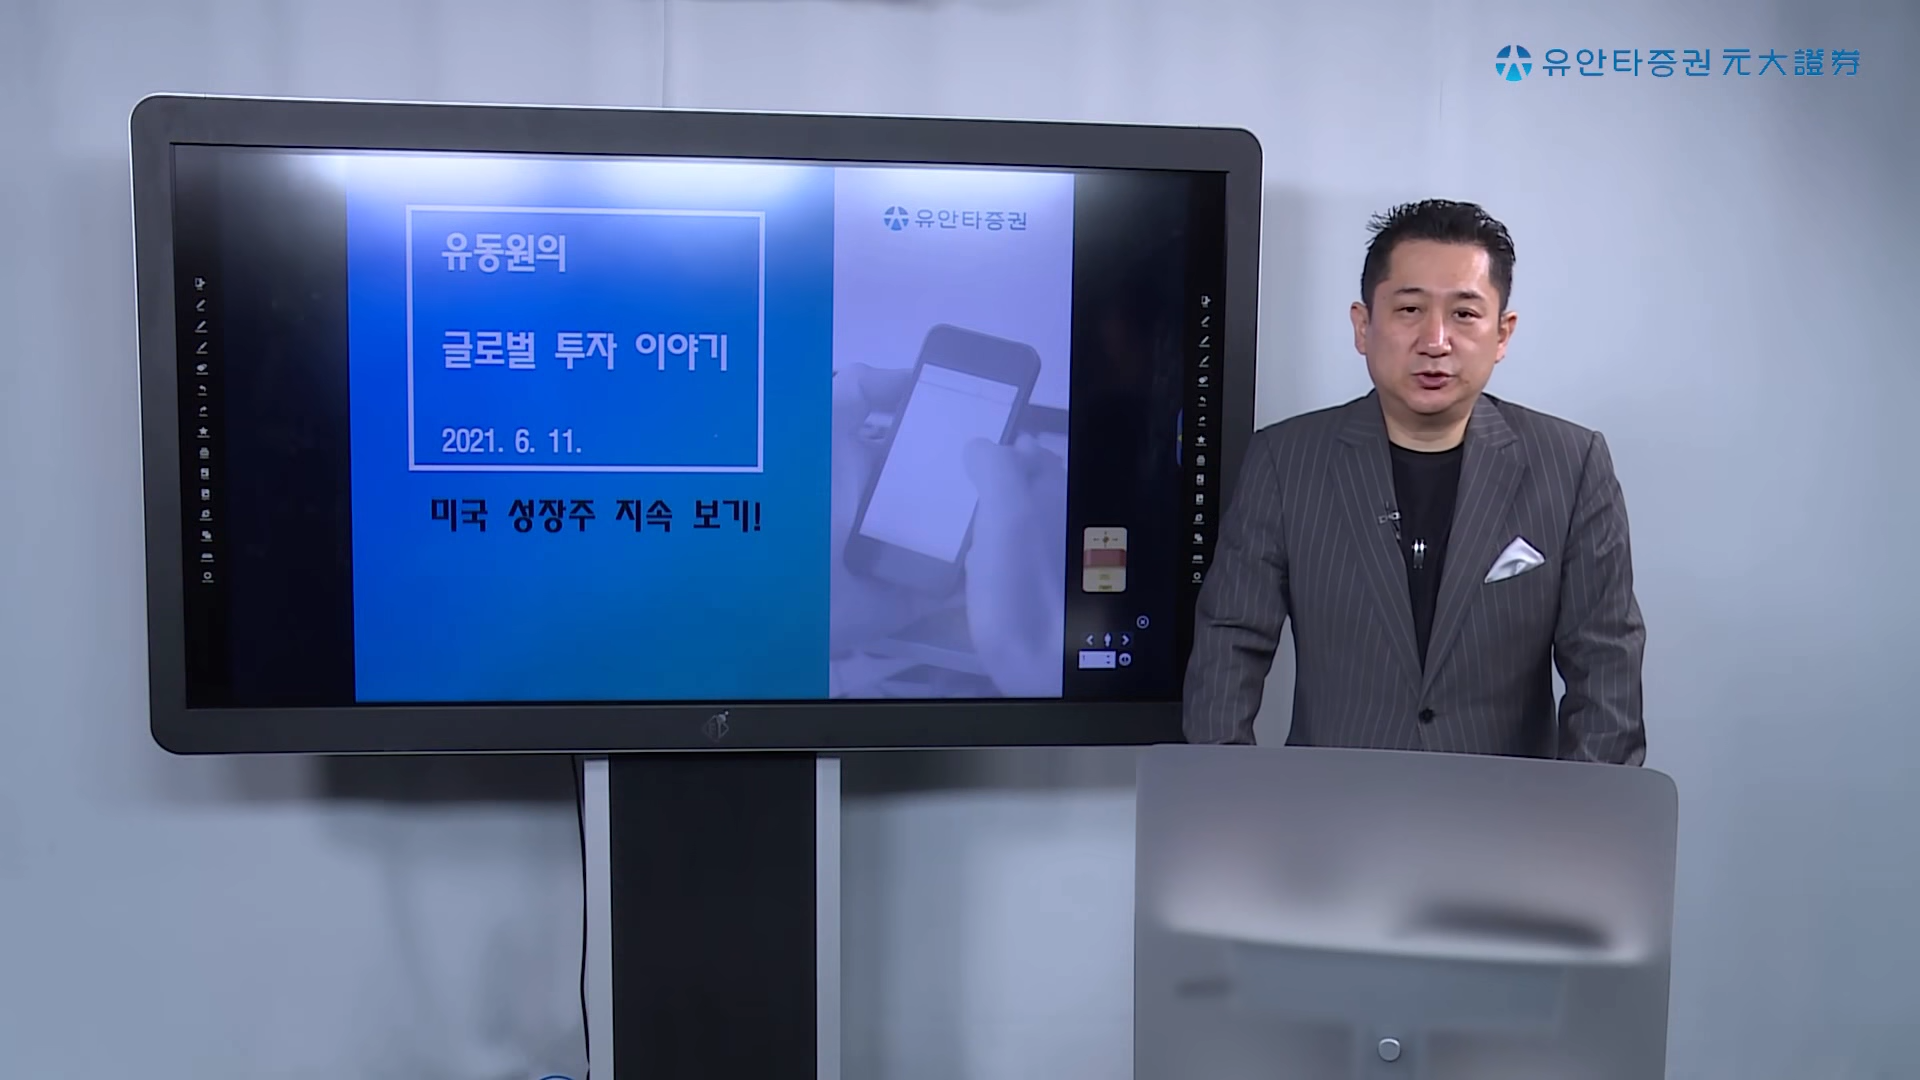 유안타증권 元大證券
유안타증권
유동원의
글로벌 투자 이야기
2021. 6. 11.
미국 성장주 지속 보기!
1